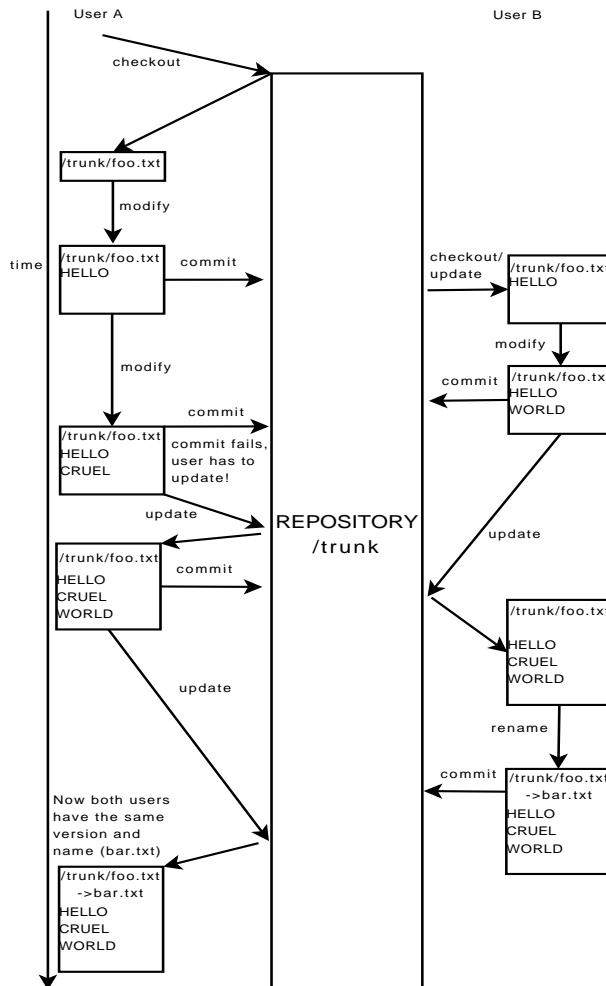 User A
User B
checkout
/trunk/foo.txt
modify
time
/trunk/foo.txt
HELLO
commit
checkout/
update
/trunk/foo.txt
HELLO
modify
modify
commit
/trunk/foo.tx
HELLO
WORLD
commit
/trunk/foo.txt
HELLO
CRUEL
commit fails,
user has to
update!
update
REPOSITORY
/trunk
update
/trunk/foo.txt
HELLO
CRUEL
WORLD
commit
/trunk/foo.txt
HELLO
CRUEL
WORLD
update
rename
commit
/trunk/foo.txt
->bar.txt
HELLO
CRUEL
WORLD
Now both users
have the same
version and
name (bar.txt)
/trunk/foo.txt
->bar.txt
HELLO
CRUEL
WORLD